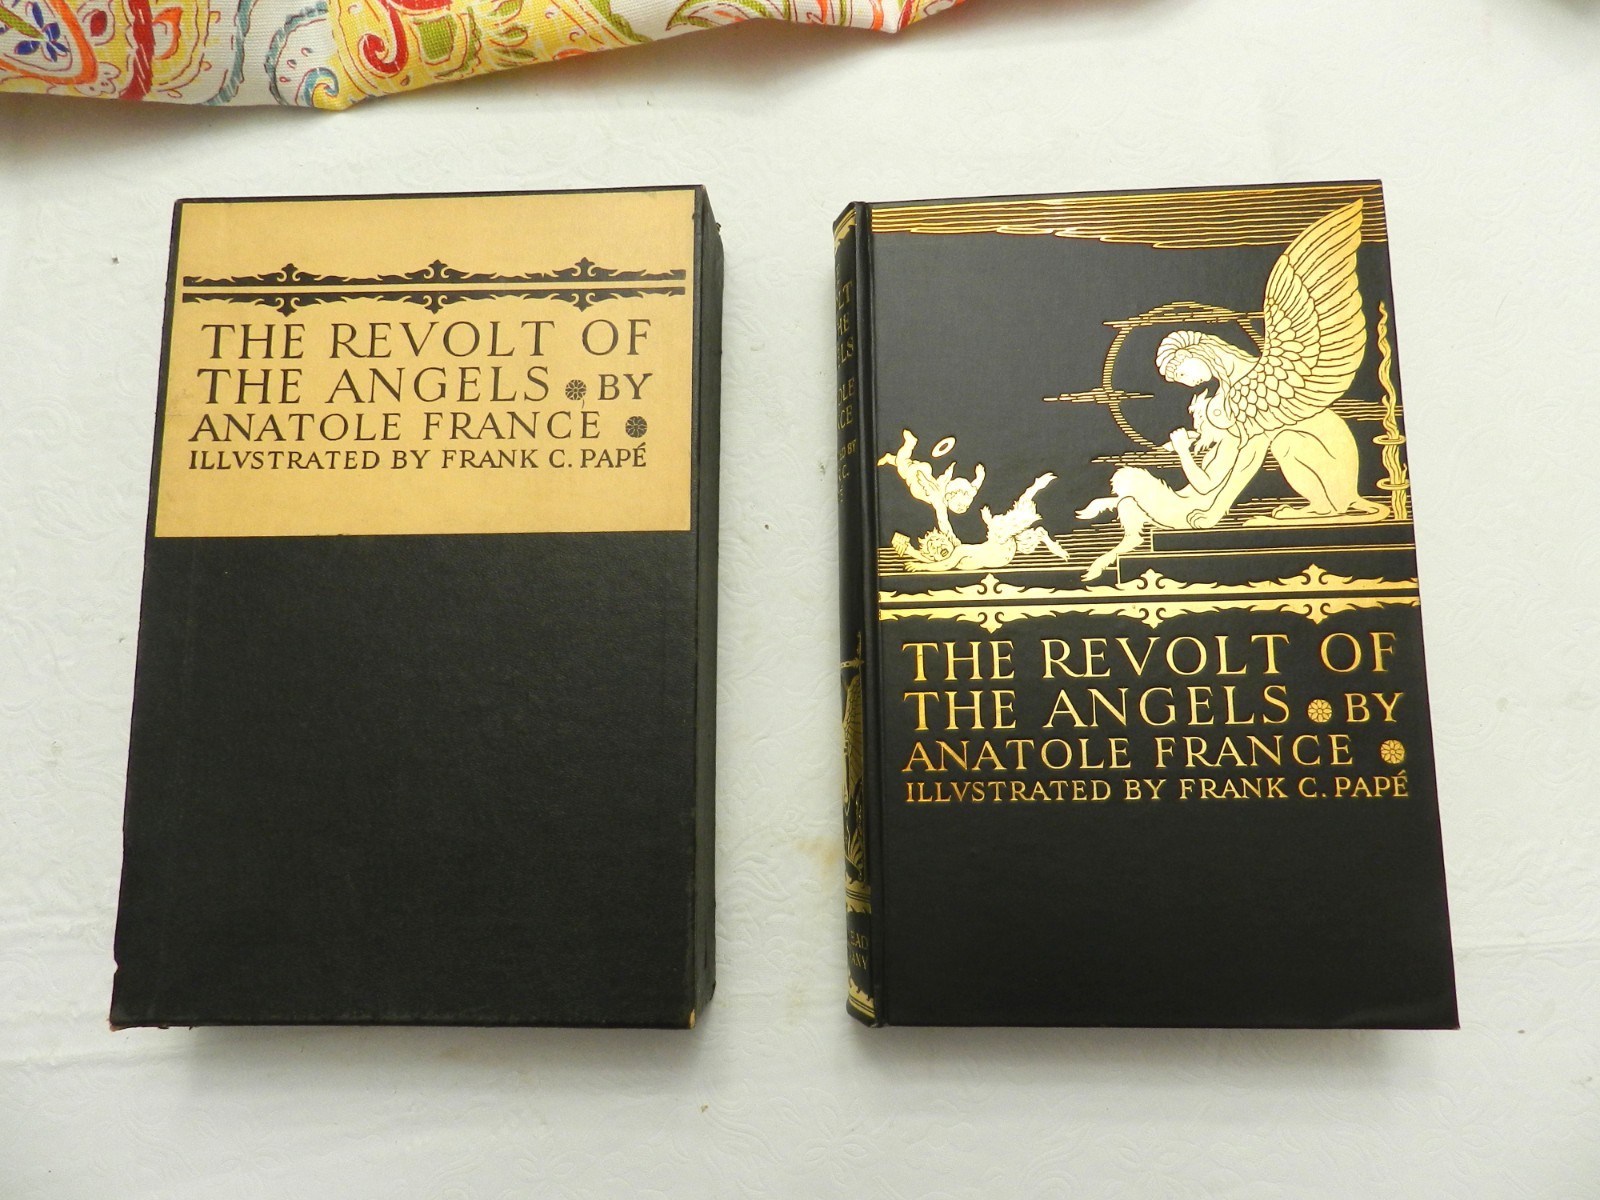 THE REVOLT OF
THE ANGELS BY
ANATOLE FRANCE
ILLVSTRATED BY FRANK C. PAPÉ
THE REVOLT OF
THE ANGELS BY
ANATOLE FRANCE
ILLVSTRATED BY FRANK C. PAPÉ